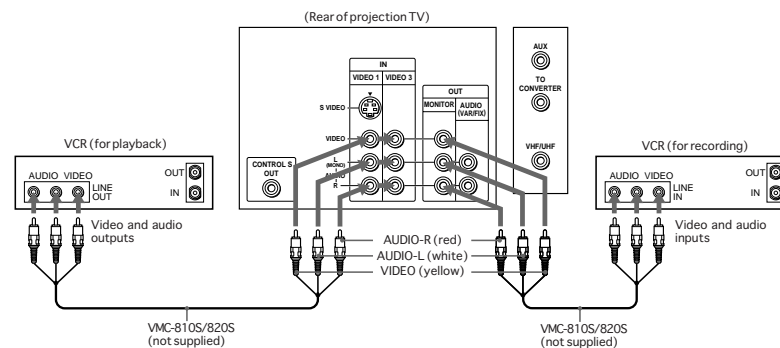 (Rear of projection TV)
AUX
TO
CONVERTER
VHF/UHF
IN
VIDEO 1 VIDEO 3
S VIDEO
VIDEO
L
(MONO)
AUDIO
R
OUT
MONITOR AUDIO
(VAR/FIX)
CONTROL S
OUT
VCR (for playback)
AUDIO VIDEO
LINE
OUT
OUT
IN
Video and audio
outputs
VCR (for recording)
AUDIO VIDEO
LINE
IN
OUT
IN
Video and audio
inputs
AUDIO-R (red)
AUDIO-L (white)
VIDEO (yellow)
VMC-810S/820S
(not supplied)
VMC-810S/820S
(not supplied)